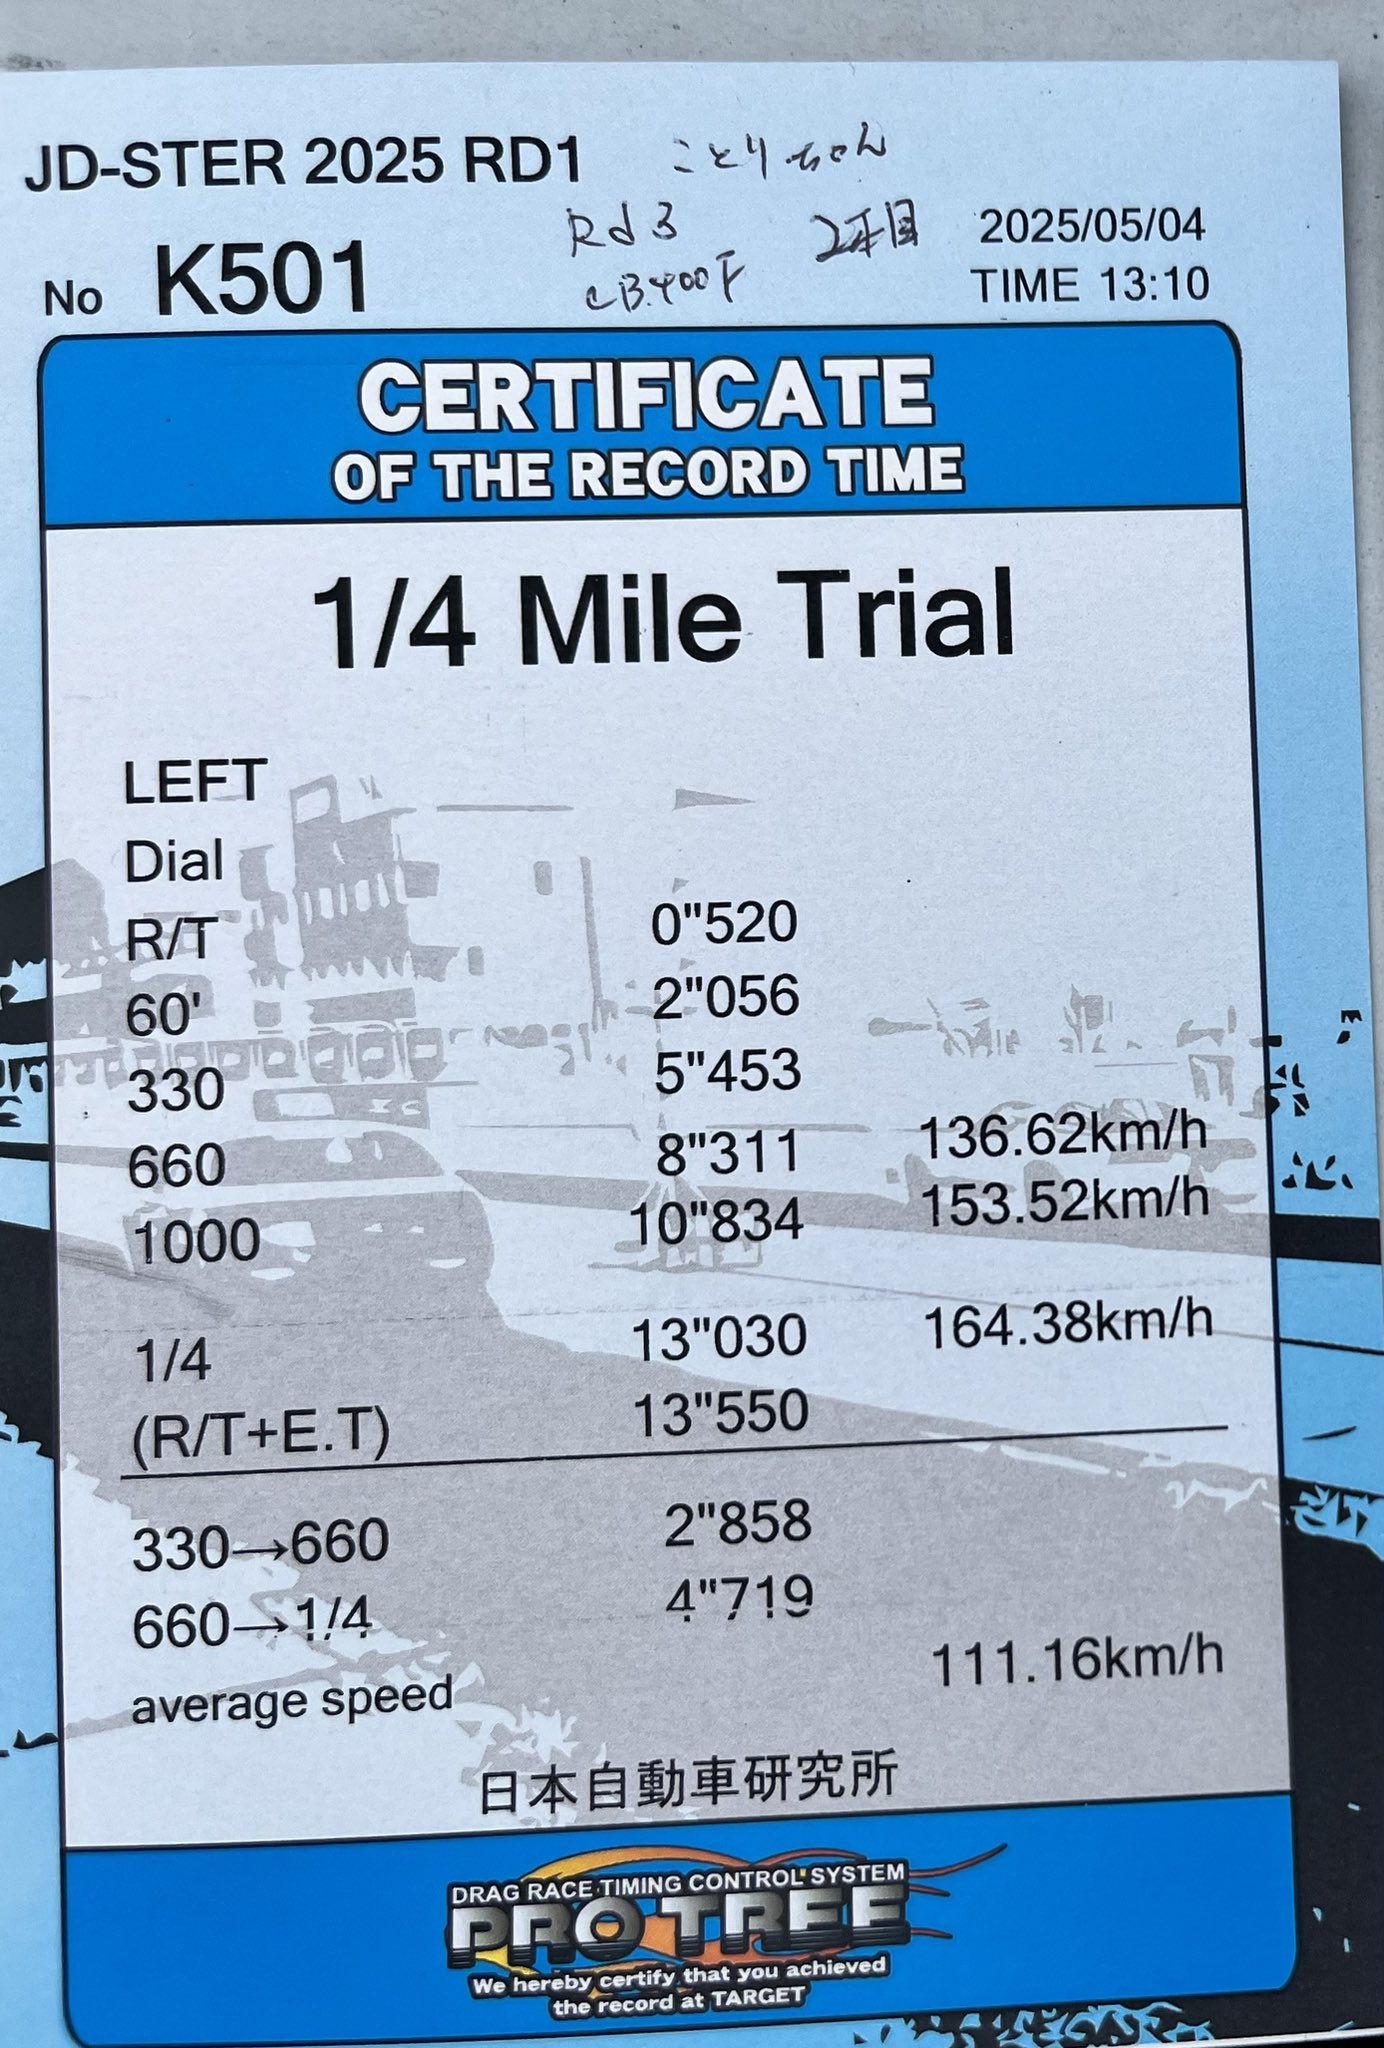 JD-STER 2025 RD1 ことりちゃん
Rd 3 2本目 2025/05/04
No K501 CB400F TIME 13:10
CERTIFICATE
OF THE RECORD TIME
1/4 Mile Trial
LEFT
Dial
R/T 0"520
60' 2"056
330 5"453
660 8"311 136.62km/h
1000 10"834 153.52km/h
1/4 13"030 164.38km/h
(R/T+E.T) 13"550
330→660 2"858
660→1/4 4"719
average speed 111.16km/h
日本自動車研究所
DRAG RACE TIMING CONTROL SYSTEM
PRO TREE
We hereby certify that you achieved
the record at TARGET